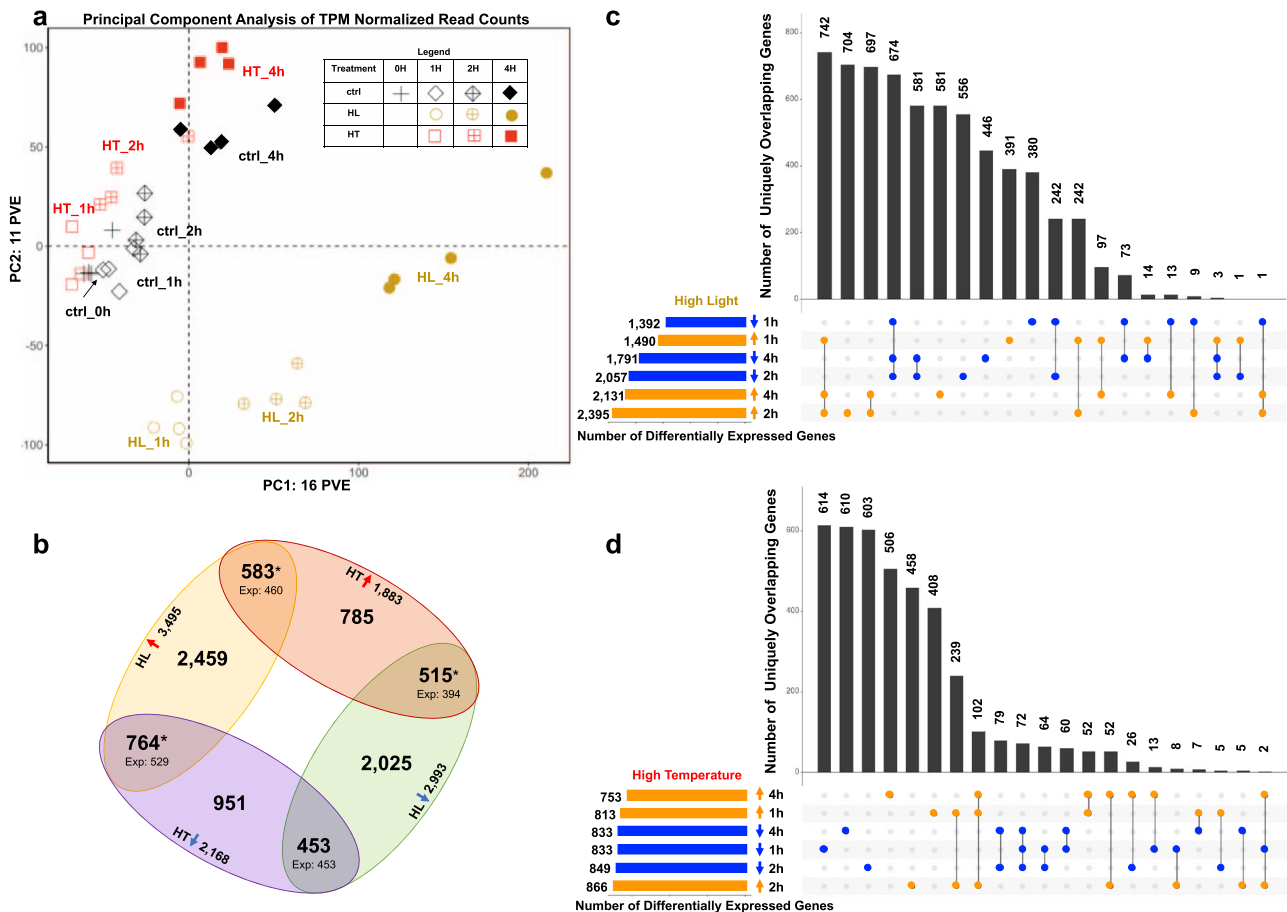 a
Principal Component Analysis of TPM Normalized Read Counts
Legend
Treatment 0H 1H 2H 4H
ctrl
HL
HT
HT_4h
ctrl_4h
HT_2h
HT_1h
ctrl_2h
ctrl_1h
ctrl_0h
HL_4h
HL_2h
HL_1h
100
50
0
-50
-100
0 100 200
PC2: 11 PVE
PC1: 16 PVE
b
583*
Exp: 460
HT 1,883
785
HL 3,495
2,459
515*
Exp: 394
764*
Exp: 529
2,025
HL 2,993
951
HT 2,168
453
Exp: 453
c
Number of Uniquely Overlapping Genes
800
600
400
200
0
742 704 697 674 581 581 556 446 391 380 242 242 97 73 14 13 9 3 1 1
High Light
1,392 1h
1,490 1h
1,791 4h
2,057 2h
2,131 4h
2,395 2h
Number of Differentially Expressed Genes
d
Number of Uniquely Overlapping Genes
600
400
200
0
614 610 603 506 458 408 239 102 79 72 64 60 52 52 26 13 8 7 5 5 2
High Temperature
753 4h
813 1h
833 4h
833 1h
849 2h
866 2h
Number of Differentially Expressed Genes